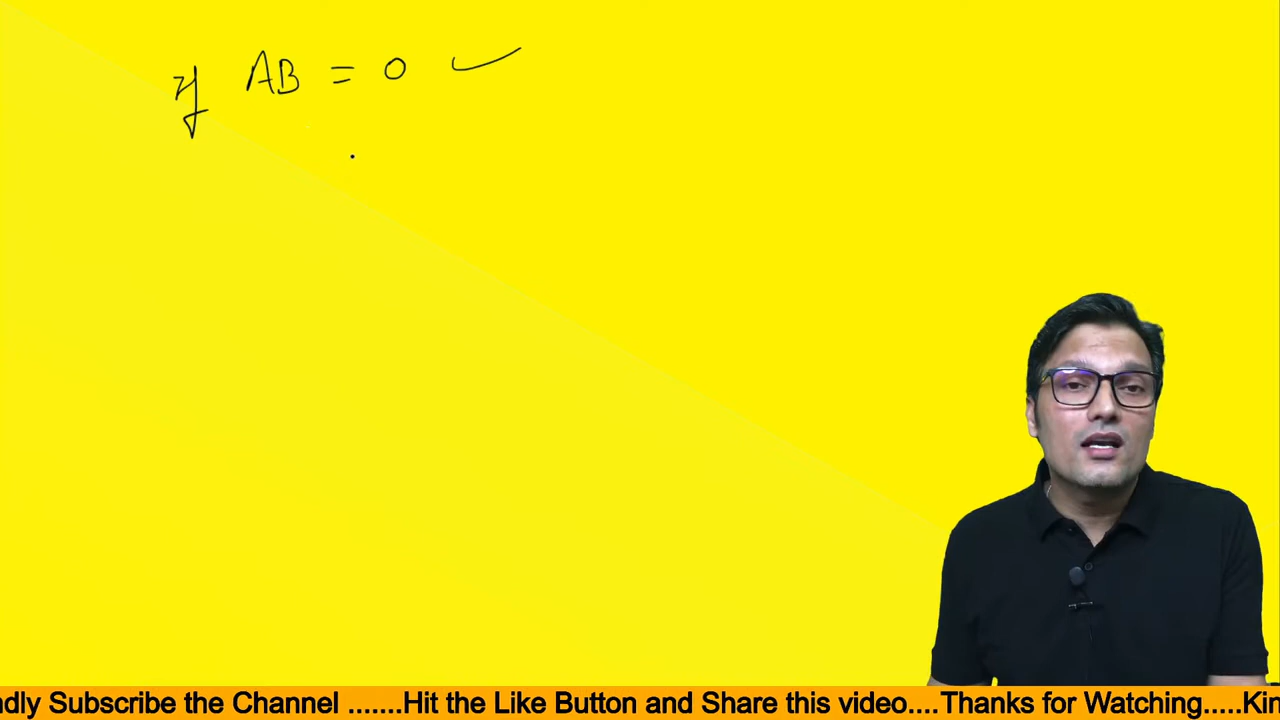 if AB = 0
ndly Subscribe the Channel .......Hit the Like Button and Share this video....Thanks for Watching.....Kin